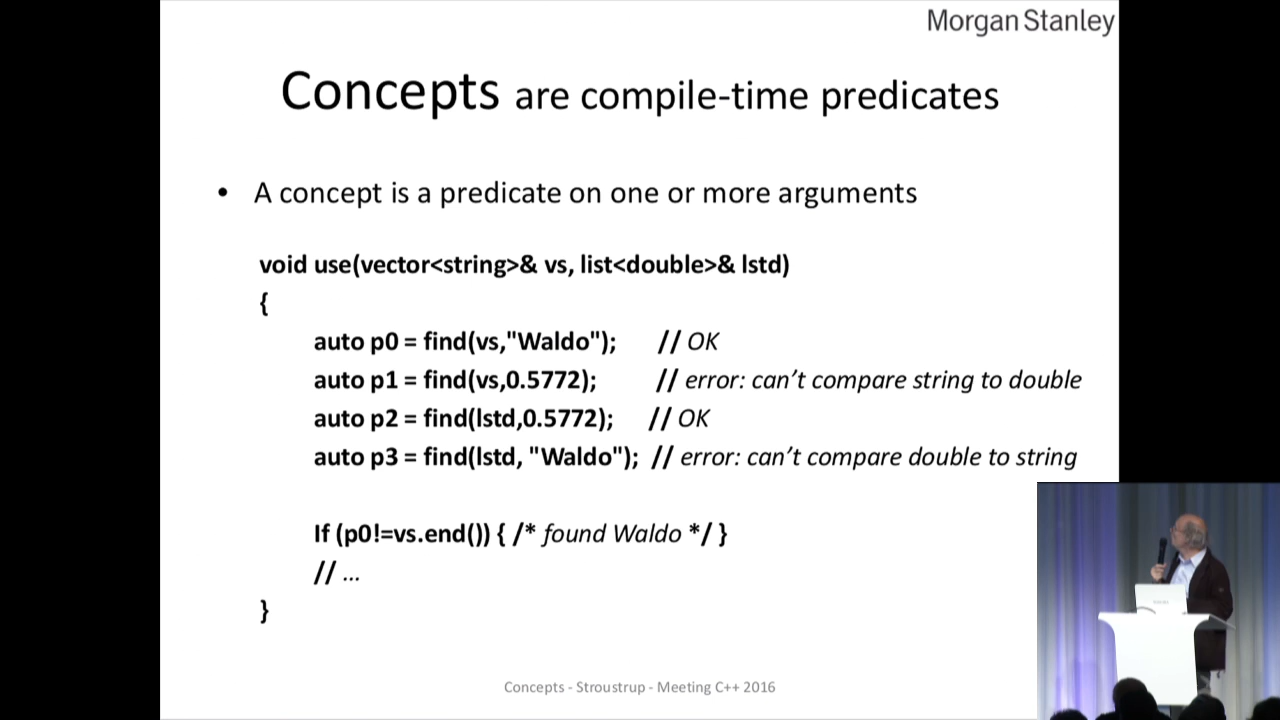 Morgan Stanley
Concepts are compile-time predicates
• A concept is a predicate on one or more arguments
void use(vector<string>& vs, list<double>& lstd)
{
auto p0 = find(vs,"Waldo"); // OK
auto p1 = find(vs,0.5772); // error: can’t compare string to double
auto p2 = find(lstd,0.5772); // OK
auto p3 = find(lstd, "Waldo"); // error: can’t compare double to string
If (p0!=vs.end()) { /* found Waldo */ }
// …
}
Concepts - Stroustrup - Meeting C++ 2016